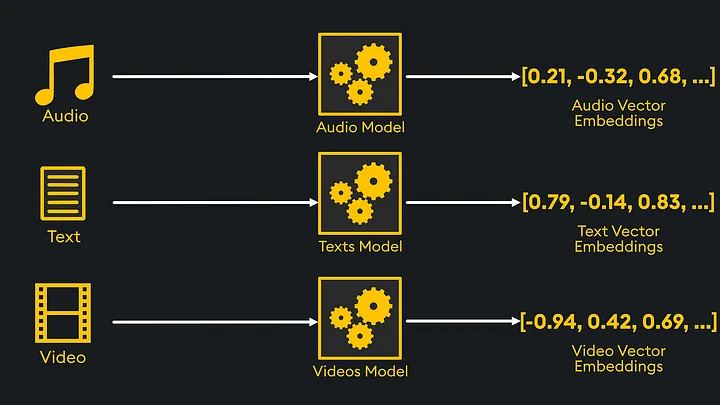 Audio
Audio Model
[0.21, -0.32, 0.68, ...]
Audio Vector
Embeddings
Text
Texts Model
[0.79, -0.14, 0.83, ...]
Text Vector
Embeddings
Video
Videos Model
[-0.94, 0.42, 0.69, ...]
Video Vector
Embeddings